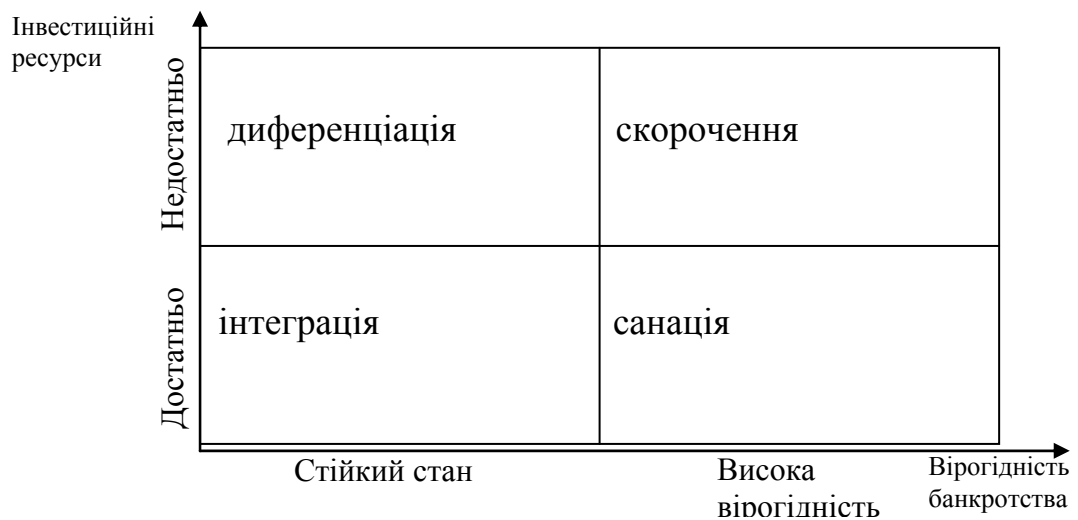 Інвестиційні
ресурси
Недостатньо
диференціація
скорочення
Достатньо
інтеграція
санація
Стійкий стан
Висока
вірогідність
Вірогідність
банкротства